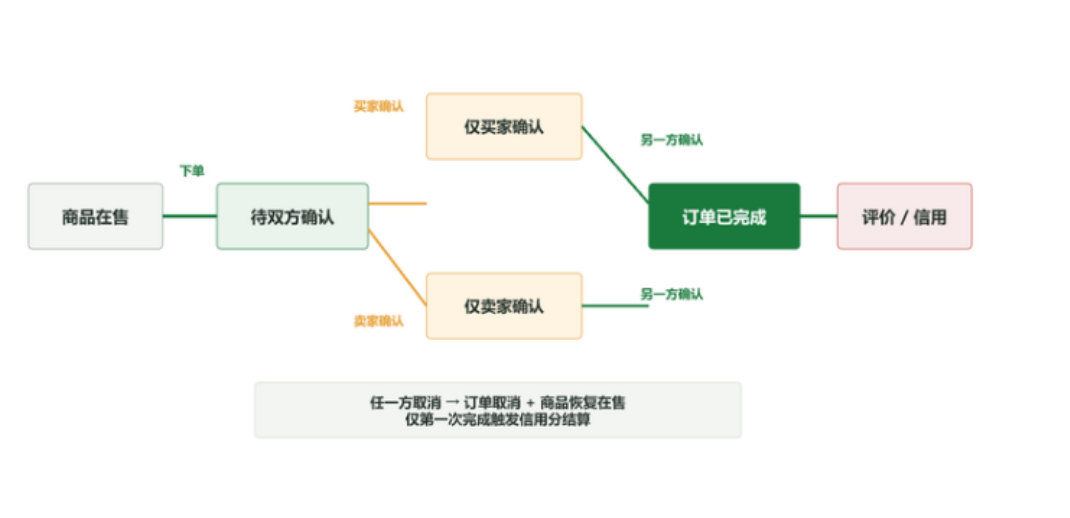 买家确认
仅买家确认
另一方确认
下单
商品在售
待双方确认
订单已完成
评价 / 信用
另一方确认
仅卖家确认
卖家确认
任一方取消 → 订单取消 + 商品恢复在售
仅第一次完成触发信用分结算